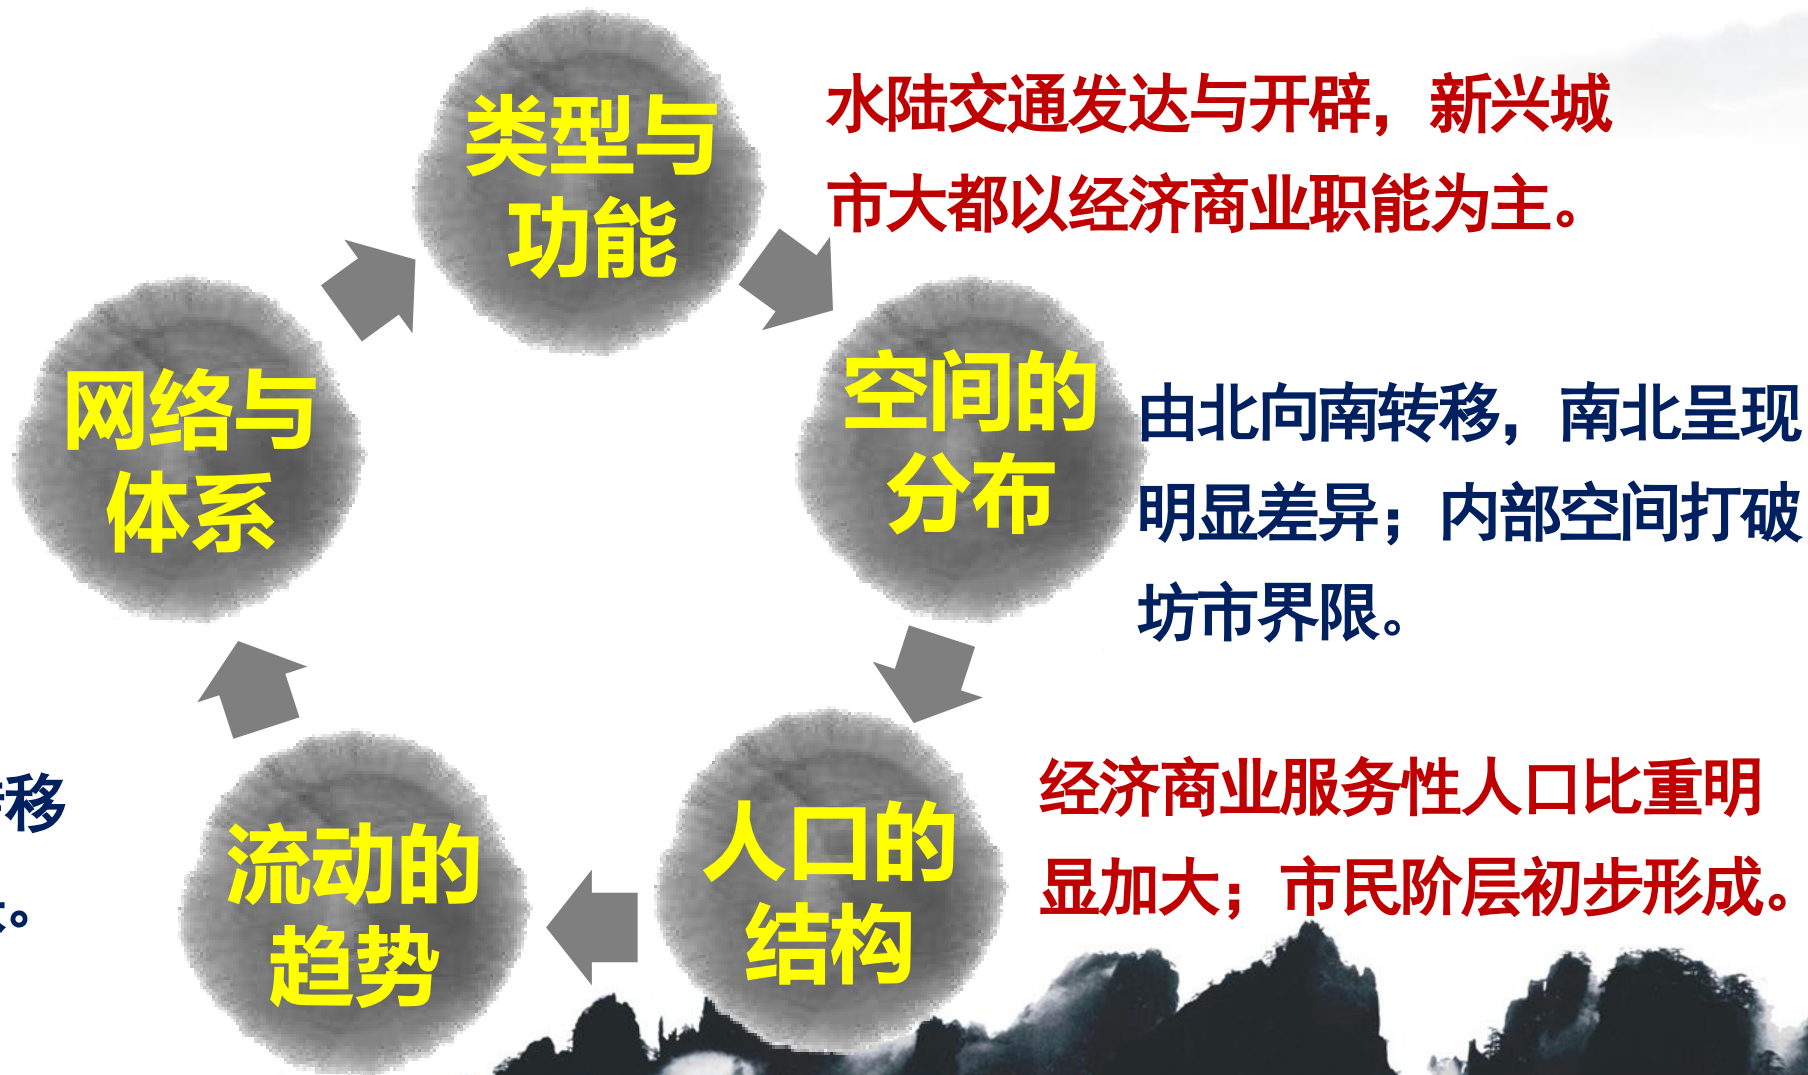 类型与
功能
水陆交通发达与开辟，新兴城
市大都以经济商业职能为主。
空间的
分布
由北向南转移，南北呈现
明显差异；内部空间打破
坊市界限。
人口的
结构
经济商业服务性人口比重明
显加大；市民阶层初步形成。
流动的
趋势
移
。
网络与
体系